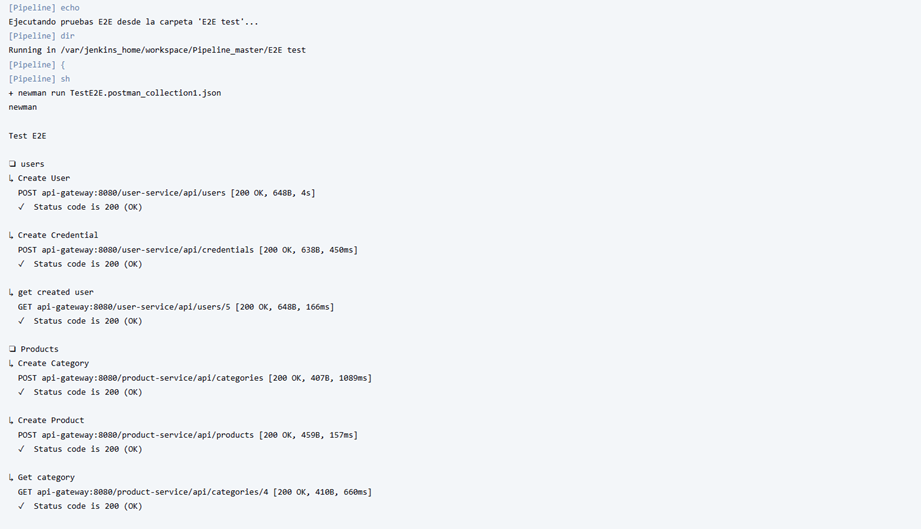 [Pipeline] echo
Ejecutando pruebas E2E desde la carpeta 'E2E test'...
[Pipeline] dir
Running in /var/jenkins_home/workspace/Pipeline_master/E2E test
[Pipeline] {
[Pipeline] sh
+ newman run TestE2E.postman_collection1.json
newman
Test E2E
❏ users
↳ Create User
POST api-gateway:8080/user-service/api/users [200 OK, 648B, 4s]
✓ Status code is 200 (OK)
↳ Create Credential
POST api-gateway:8080/user-service/api/credentials [200 OK, 638B, 450ms]
✓ Status code is 200 (OK)
↳ get created user
GET api-gateway:8080/user-service/api/users/5 [200 OK, 648B, 166ms]
✓ Status code is 200 (OK)
❏ Products
↳ Create Category
POST api-gateway:8080/product-service/api/categories [200 OK, 407B, 1089ms]
✓ Status code is 200 (OK)
↳ Create Product
POST api-gateway:8080/product-service/api/products [200 OK, 459B, 157ms]
✓ Status code is 200 (OK)
↳ Get category
GET api-gateway:8080/product-service/api/categories/4 [200 OK, 410B, 660ms]
✓ Status code is 200 (OK)